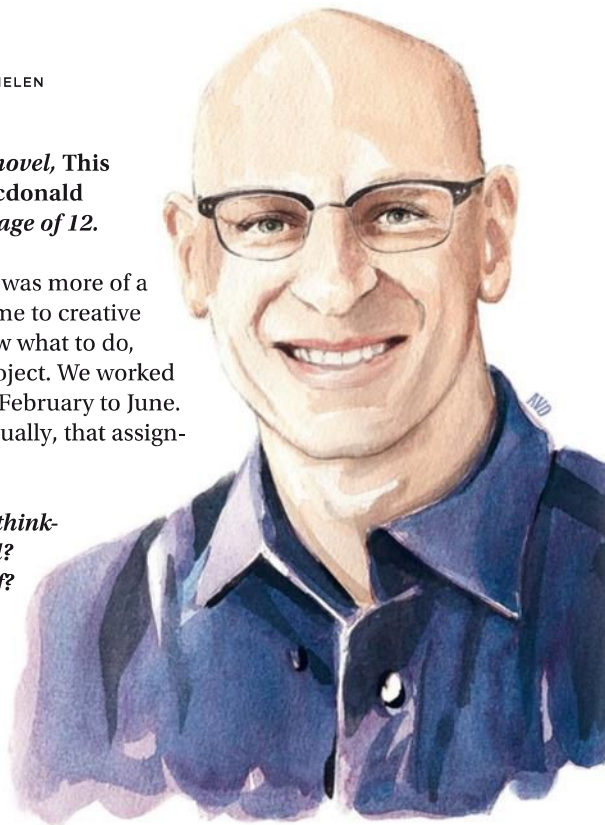 IELEN
novel, This
cdonald
age of 12.
was more of a
me to creative
w what to do,
oject. We worked
February to June.
ually, that assign-
think-
?
f?
AVD